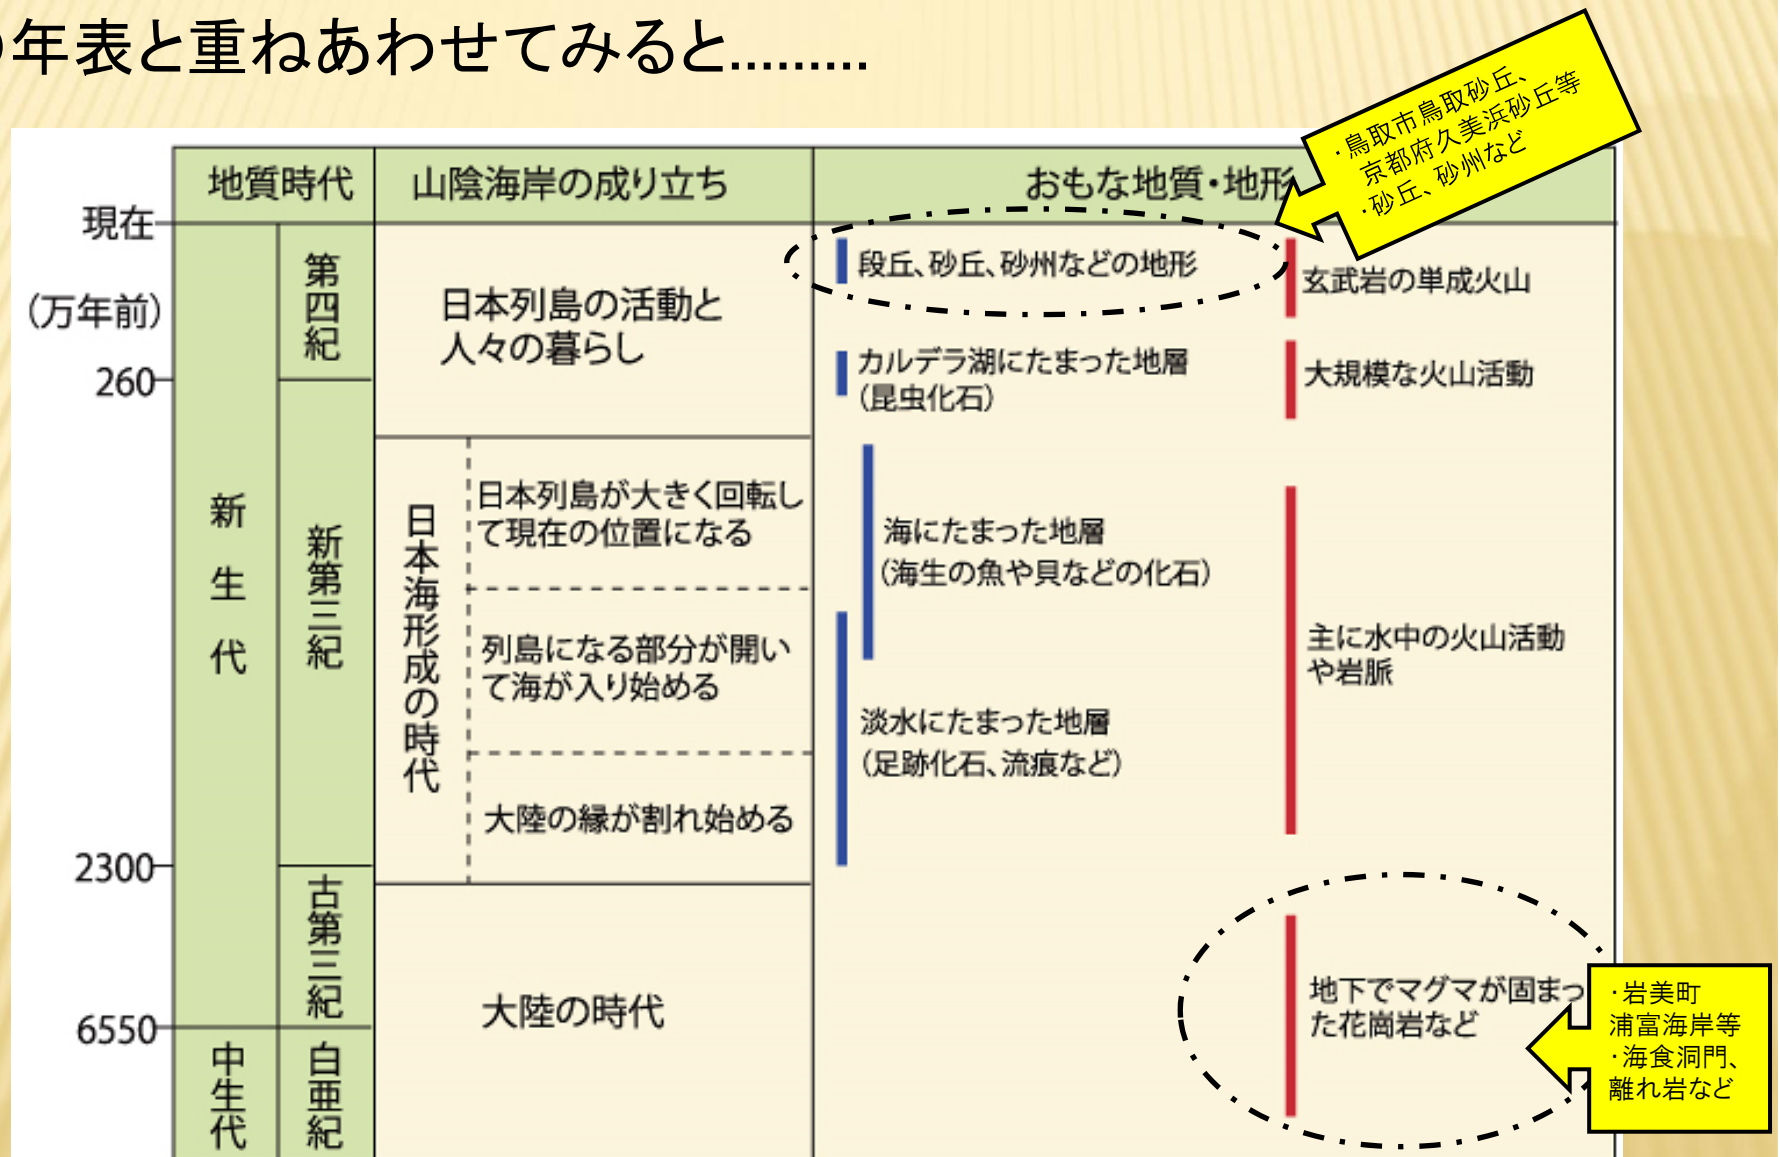 年表と重ねあわせてみると………
・鳥取市鳥取砂丘、
京都府久美浜砂丘等
・砂丘、砂州など
地質時代
山陰海岸の成り立ち
おもな地質・地形
現在
(万年前)
260
2300
6550
新生代
中生代
第四紀
新第三紀
古第三紀
白亜紀
日本列島の活動と
人々の暮らし
日本海形成の時代
日本列島が大きく回転し
て現在の位置になる
列島になる部分が開い
て海が入り始める
大陸の縁が割れ始める
大陸の時代
段丘、砂丘、砂州などの地形
カルデラ湖にたまった地層
(昆虫化石)
海にたまった地層
(海生の魚や貝などの化石)
淡水にたまった地層
(足跡化石、流痕など)
玄武岩の単成火山
大規模な火山活動
主に水中の火山活動
や岩脈
地下でマグマが固まっ
た花崗岩など
・岩美町
浦富海岸等
・海食洞門、
離れ岩など